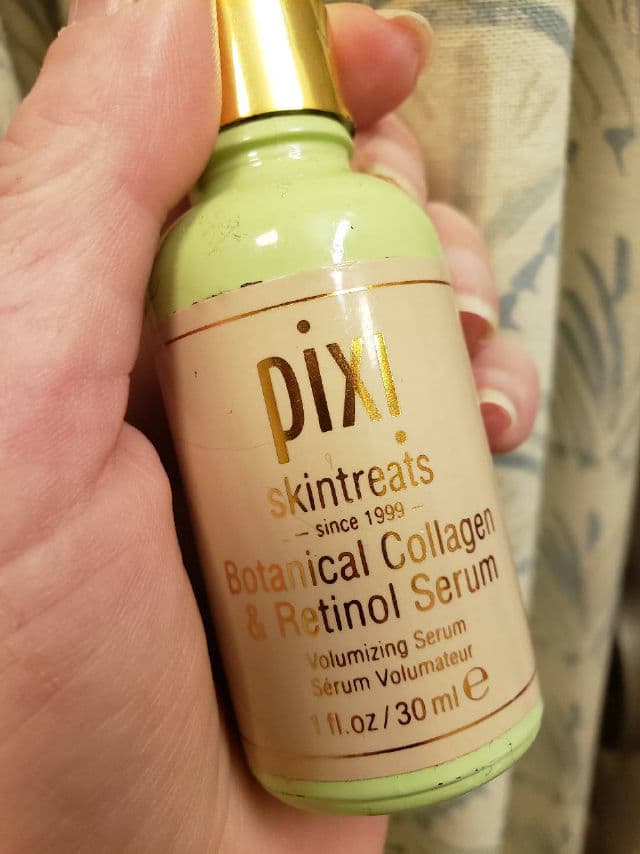 pixi
skintreats
– since 1999 –
Botanical Collagen
& Retinol Serum
Volumizing Serum
Sérum Volumateur
1 fl.oz / 30 ml ℮